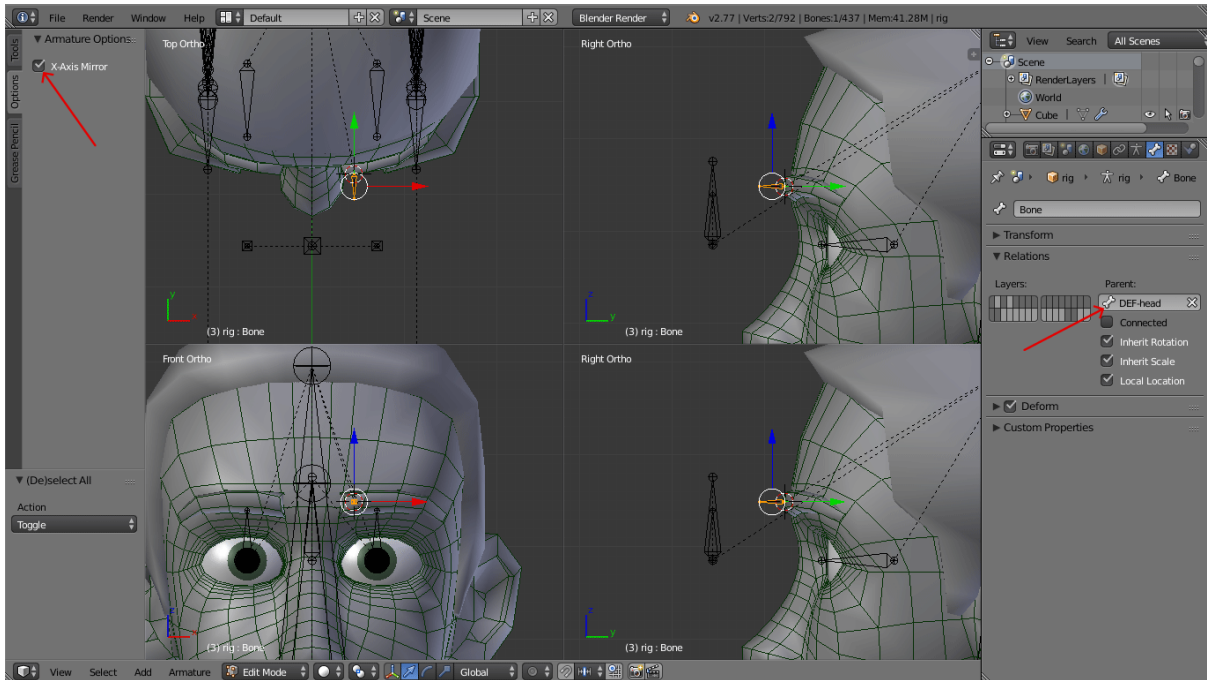 File Render Window Help Default Scene Blender Render v2.77 | Verts:2/792 | Bones:1/437 | Mem:41.28M | rig
Tools
Options
Grease Pencil
Armature Options
X-Axis Mirror
(De)select All
Action
Toggle
Top Ortho
y
(3) rig : Bone
Right Ortho
z
y
(3) rig : Bone
Front Ortho
(3) rig : Bone
Right Ortho
z
y
(3) rig : Bone
View Select Add Armature Edit Mode Global
View Search All Scenes
Scene
RenderLayers
World
Cube
rig rig Bone
Bone
Transform
Relations
Layers: Parent:
DEF-head
Connected
Inherit Rotation
Inherit Scale
Local Location
Deform
Custom Properties